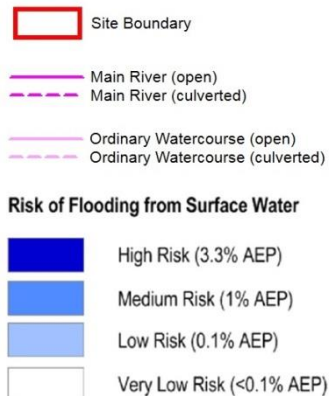 Site Boundary
Main River (open)
Main River (culverted)
Ordinary Watercourse (open)
Ordinary Watercourse (culverted)
Risk of Flooding from Surface Water
High Risk (3.3% AEP)
Medium Risk (1% AEP)
Low Risk (0.1% AEP)
Very Low Risk (<0.1% AEP)